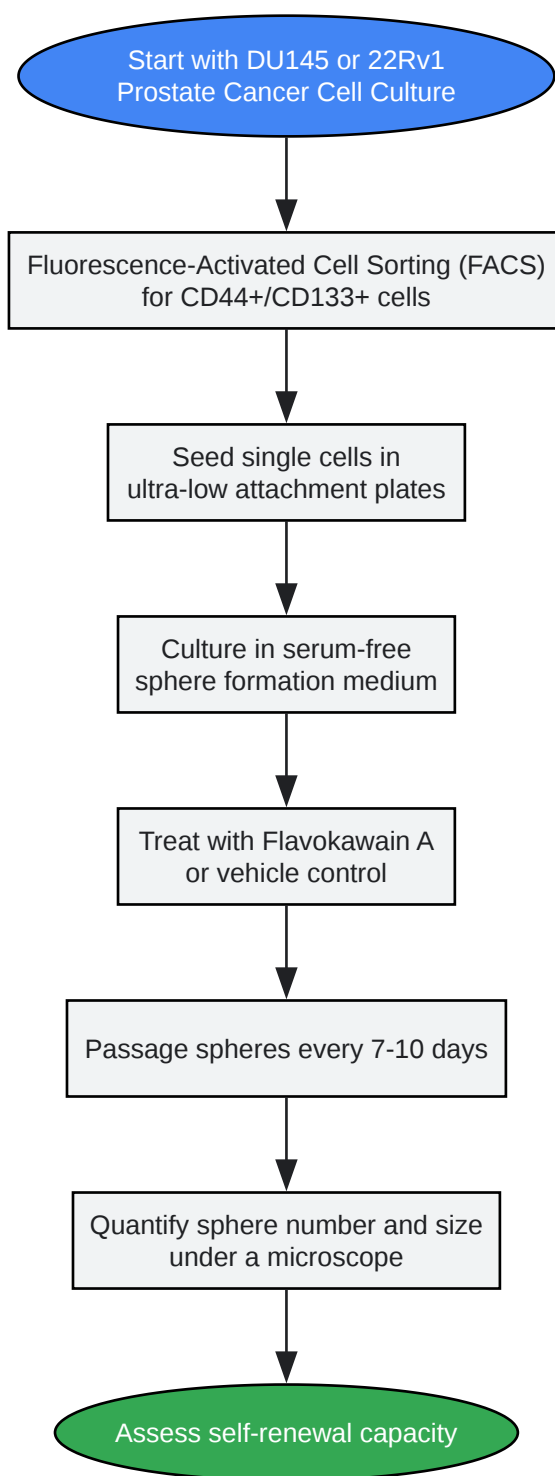 Start with DU145 or 22Rv1
Prostate Cancer Cell Culture
Fluorescence-Activated Cell Sorting (FACS)
for CD44+/CD133+ cells
Seed single cells in
ultra-low attachment plates
Culture in serum-free
sphere formation medium
Treat with Flavokawain A
or vehicle control
Passage spheres every 7-10 days
Quantify sphere number and size
under a microscope
Assess self-renewal capacity